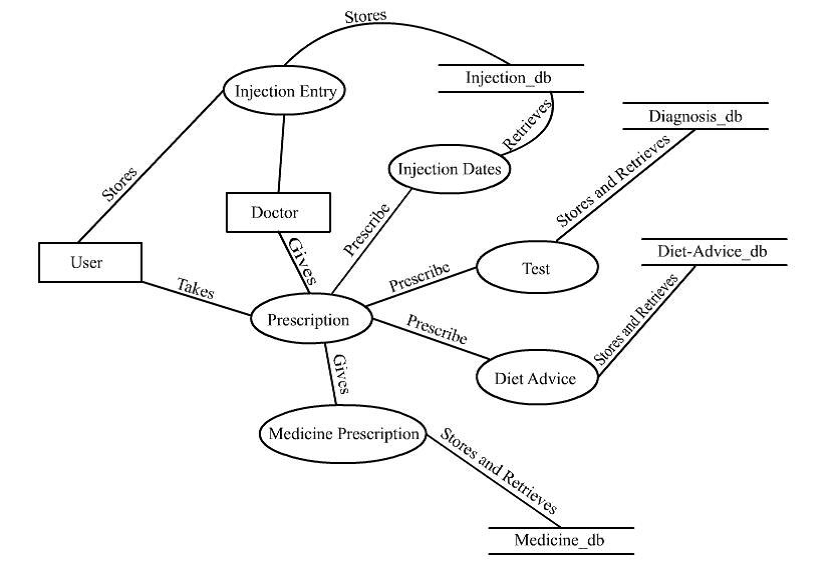 Stores
Injection Entry
Injection_db
Retrieves
Diagnosis_db
Stores
Injection Dates
Stores and Retrieves
Doctor
Prescribe
User
Gives
Prescribe
Test
Diet-Advice_db
Takes
Prescription
Prescribe
Stores and Retrieves
Gives
Diet Advice
Medicine Prescription
Stores and Retrieves
Medicine_db